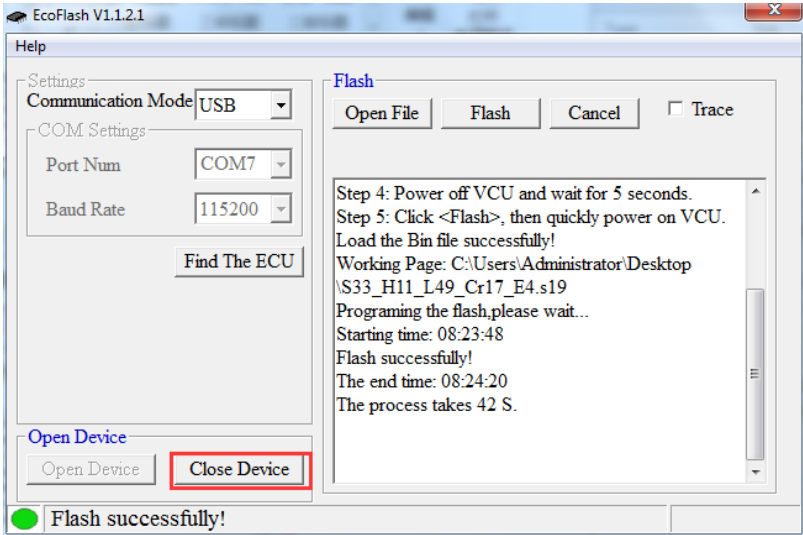 EcoFlash V1.1.2.1
Help
Settings
Communication Mode USB
COM Settings
Port Num COM7
Baud Rate 115200
Find The ECU
Open Device
Open Device Close Device
Flash
Open File Flash Cancel Trace
Step 4: Power off VCU and wait for 5 seconds.
Step 5: Click <Flash>, then quickly power on VCU.
Load the Bin file successfully!
Working Page: C:\Users\Administrator\Desktop
\S33_H11_L49_Cr17_E4.s19
Programing the flash,please wait...
Starting time: 08:23:48
Flash successfully!
The end time: 08:24:20
The process takes 42 S.
Flash successfully!